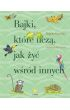 Bajki,
które uczą,
jak żyć
wśród innych